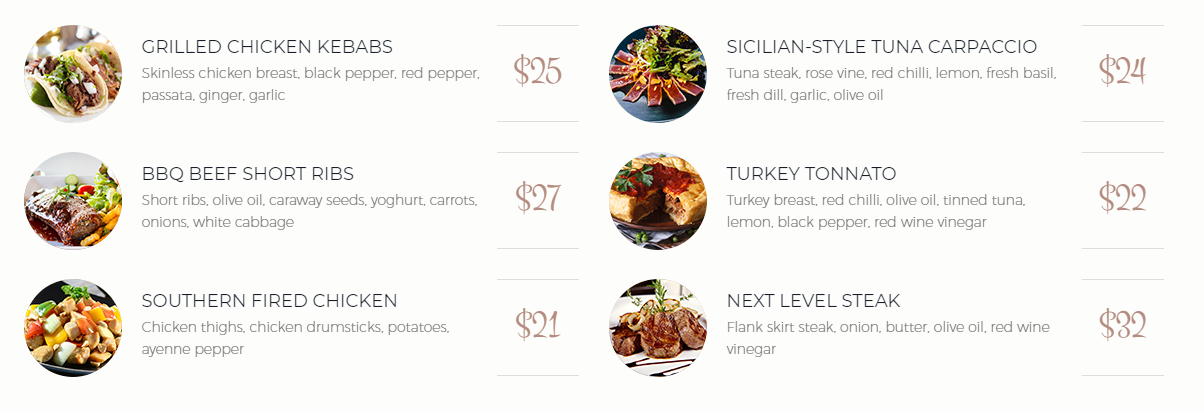 GRILLED CHICKEN KEBABS
Skinless chicken breast, black pepper, red pepper,
passata, ginger, garlic
$25
SICILIAN-STYLE TUNA CARPACCIO
Tuna steak, rose vine, red chilli, lemon, fresh basil,
fresh dill, garlic, olive oil
$24
BBQ BEEF SHORT RIBS
Short ribs, olive oil, caraway seeds, yoghurt, carrots,
onions, white cabbage
$27
TURKEY TONNATO
Turkey breast, red chilli, olive oil, tinned tuna,
lemon, black pepper, red wine vinegar
$22
SOUTHERN FIRED CHICKEN
Chicken thighs, chicken drumsticks, potatoes,
ayenne pepper
$21
NEXT LEVEL STEAK
Flank skirt steak, onion, butter, olive oil, red wine
vinegar
$32